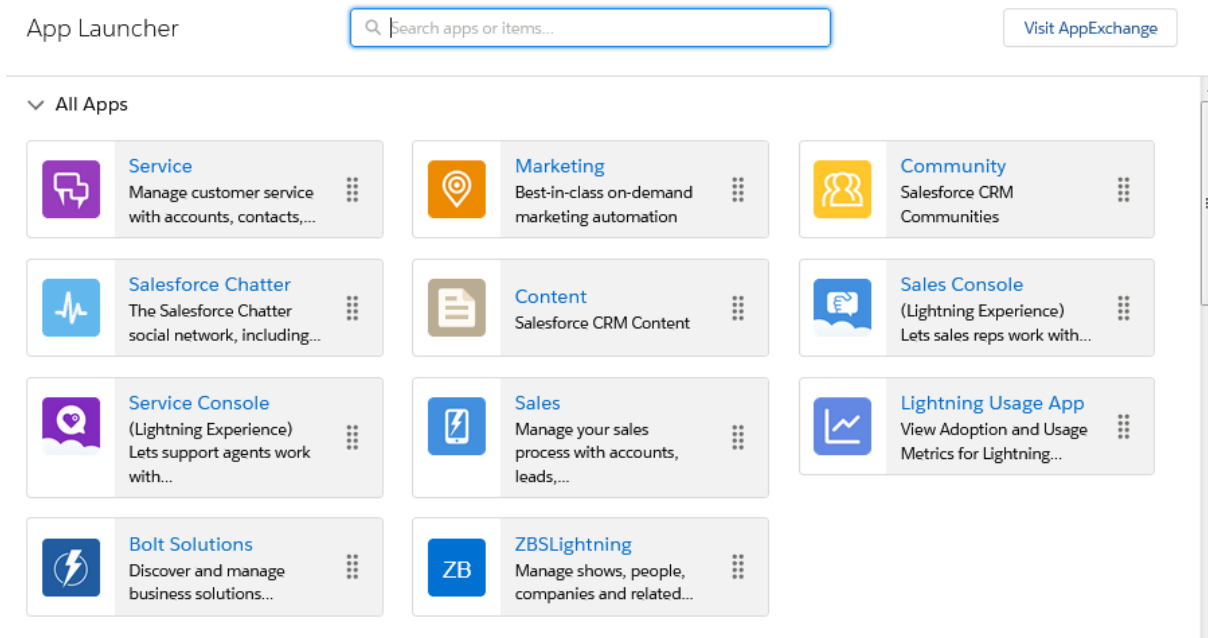 App Launcher
Search apps or items...
Visit AppExchange
All Apps
Service
Manage customer service
with accounts, contacts,...
Marketing
Best-in-class on-demand
marketing automation
Community
Salesforce CRM
Communities
Salesforce Chatter
The Salesforce Chatter
social network, including...
Content
Salesforce CRM Content
Sales Console
(Lightning Experience)
Lets sales reps work with...
Service Console
(Lightning Experience)
Lets support agents work
with...
Sales
Manage your sales
process with accounts,
leads,...
Lightning Usage App
View Adoption and Usage
Metrics for Lightning...
Bolt Solutions
Discover and manage
business solutions...
ZB
ZBSLightning
Manage shows, people,
companies and related...